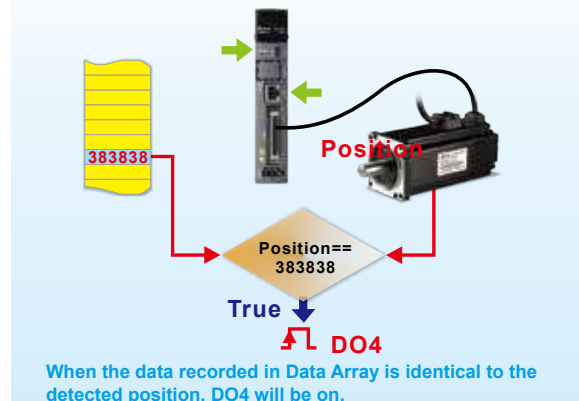 383838
Position
Position==
383838
True
DO4
When the data recorded in Data Array is identical to the
detected position, DO4 will be on.